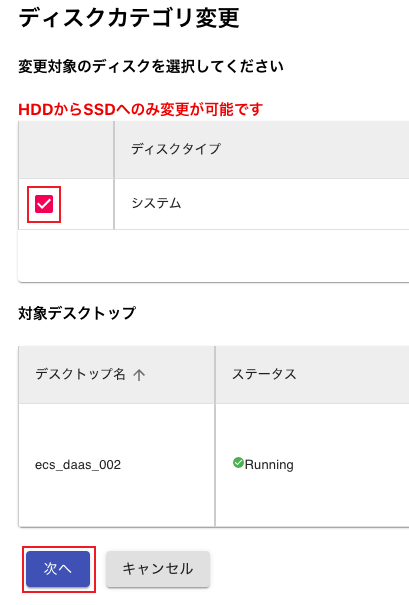 ディスクカテゴリ変更
変更対象のディスクを選択してください
HDDからSSDへのみ変更が可能です
ディスクタイプ
システム
対象デスクトップ
デスクトップ名 ↑ ステータス
ecs_daas_002 Running
次へ キャンセル